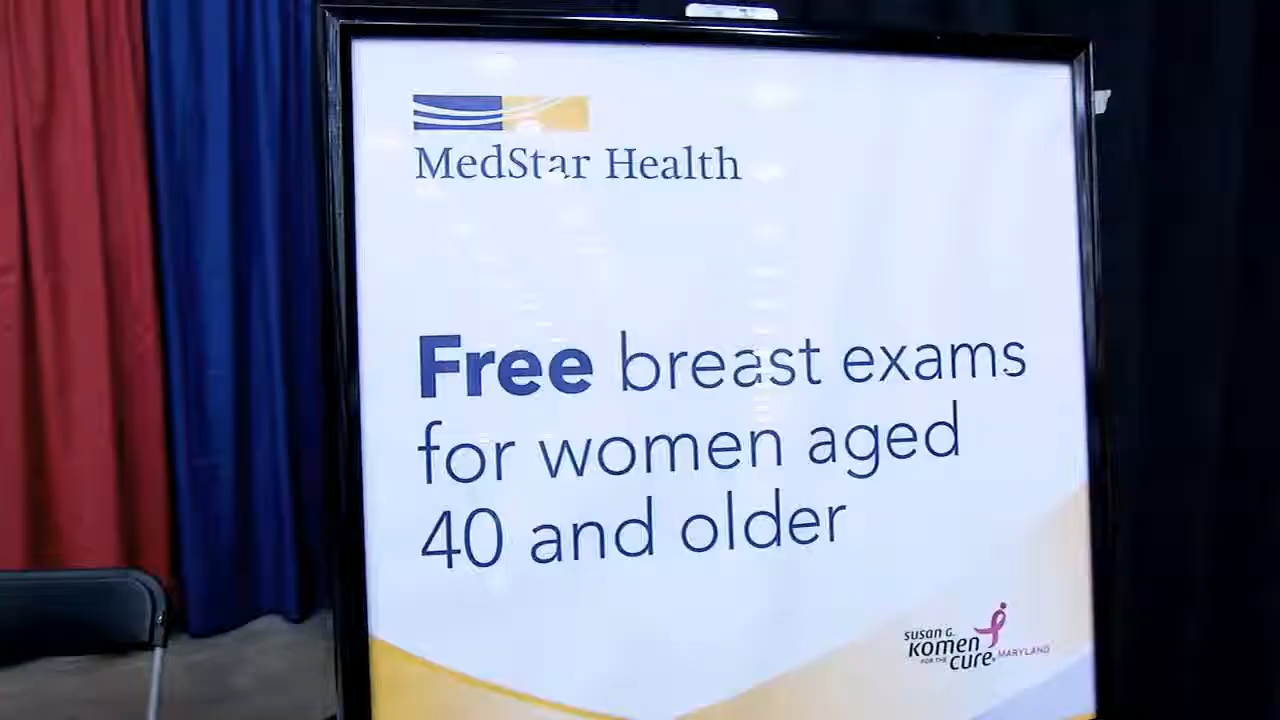 MedStar Health
Free breast exams
for women aged
40 and older
susan G.
Komen
FOR THE
cure® MARYLAND